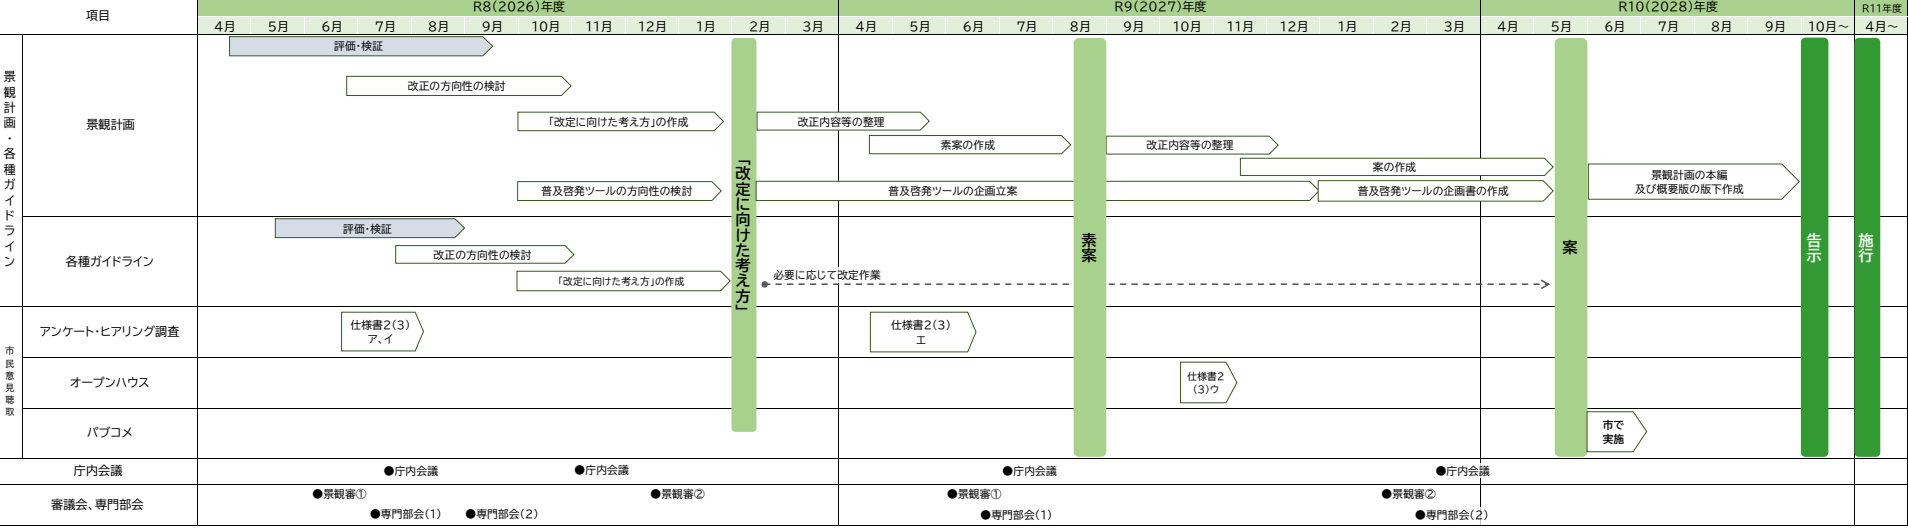 項目
R8(2026)年度
R9(2027)年度
R10(2028)年度
R11年度
4月 5月 6月 7月 8月 9月 10月 11月 12月 1月 2月 3月 4月 5月 6月 7月 8月 9月 10月 11月 12月 1月 2月 3月 4月 5月 6月 7月 8月 9月 10月～ 4月～
景観計画・各種ガイドライン
景観計画
評価・検証
改正の方向性の検討
「改定に向けた考え方」の作成
改正内容等の整理
素案の作成
改正内容等の整理
案の作成
普及啓発ツールの方向性の検討
普及啓発ツールの企画立案
普及啓発ツールの企画書の作成
景観計画の本編
及び概要版の版下作成
「改定に向けた考え方」
素案
案
告示
施行
各種ガイドライン
評価・検証
改正の方向性の検討
「改定に向けた考え方」の作成
必要に応じて改定作業
市民意見聴取
アンケート・ヒアリング調査
仕様書2(3)
ア、イ
仕様書2(3)
エ
オープンハウス
仕様書2
(3)ウ
パブコメ
市で
実施
庁内会議
●庁内会議
●庁内会議
●庁内会議
●庁内会議
審議会、専門部会
●景観審①
●景観審②
●景観審①
●景観審②
●専門部会(1)
●専門部会(2)
●専門部会(1)
●専門部会(2)